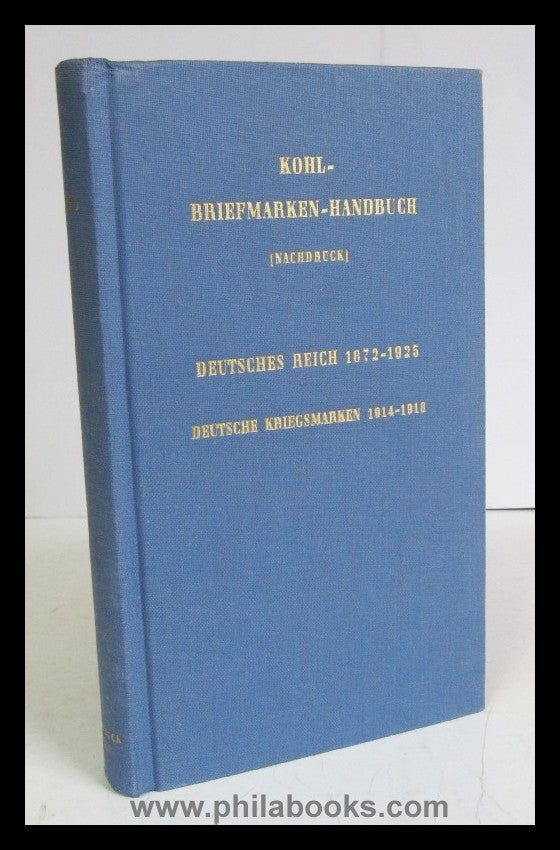 KOHL-
BRIEFMARKEN-HANDBUCH
(NACHDRUCK)
DEUTSCHES REICH 1872-1925
DEUTSCHE KRIEGSMARKEN 1914-1918
www.philabooks.com